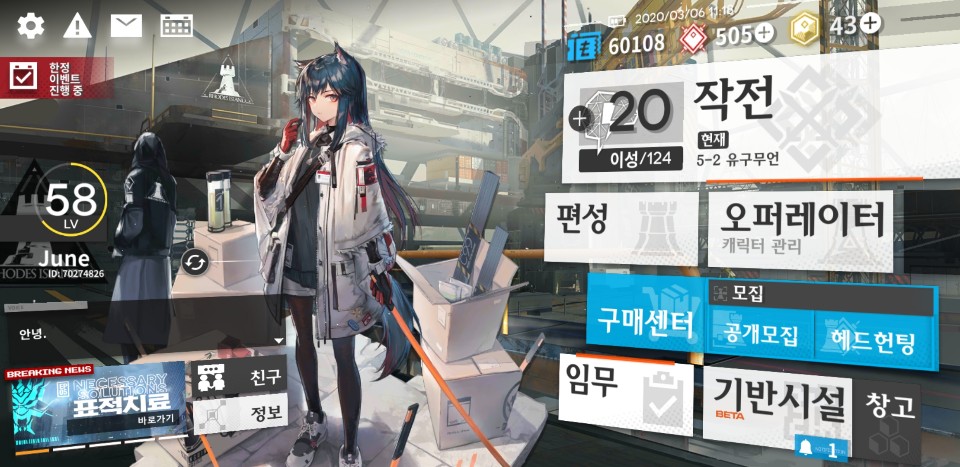 2020/03/06 11:18
60108
505
43
한정
이벤트
진행 중
RHODES ISLAND
20
작전
이성/124
현재
5-2 유구무언
58
LV
June
ID: 70274826
편성
오퍼레이터
캐릭터 관리
모집
구매센터
공개모집
헤드헌팅
안녕.
BREAKING NEWS
NECESSARY
SOLUTIONS
표적치료
바로가기
친구
정보
임무
기반시설
BETA
창고
1